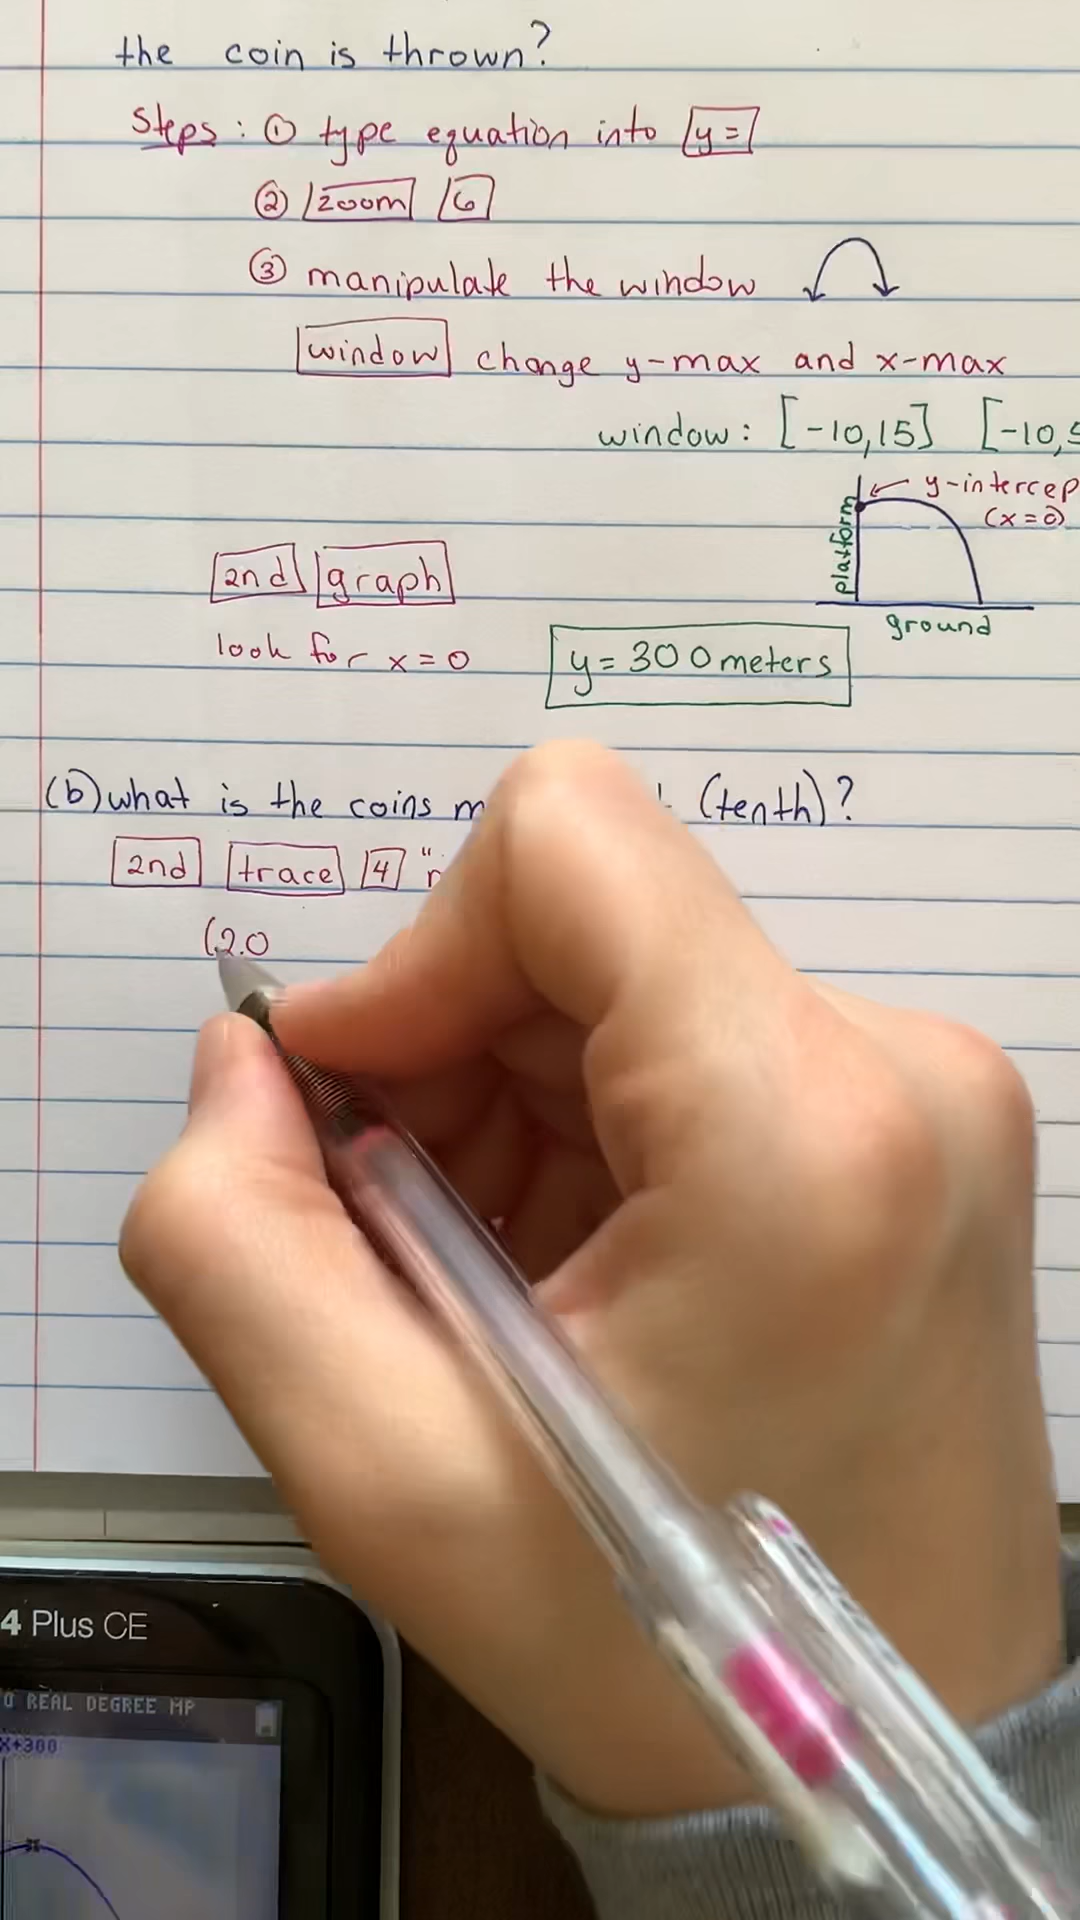 the coin is thrown?
Steps: ① type equation into y=
② zoom 6
③ manipulate the window
window change y-max and x-max
window: [-10,15] [-10,5
y-intercep
(x=0)
platform
ground
2nd graph
look for x=0
y=300meters
(b) what is the coins (tenth)?
2nd trace 4 "
(2.0
4 Plus CE
REAL DEGREE MP
X+300